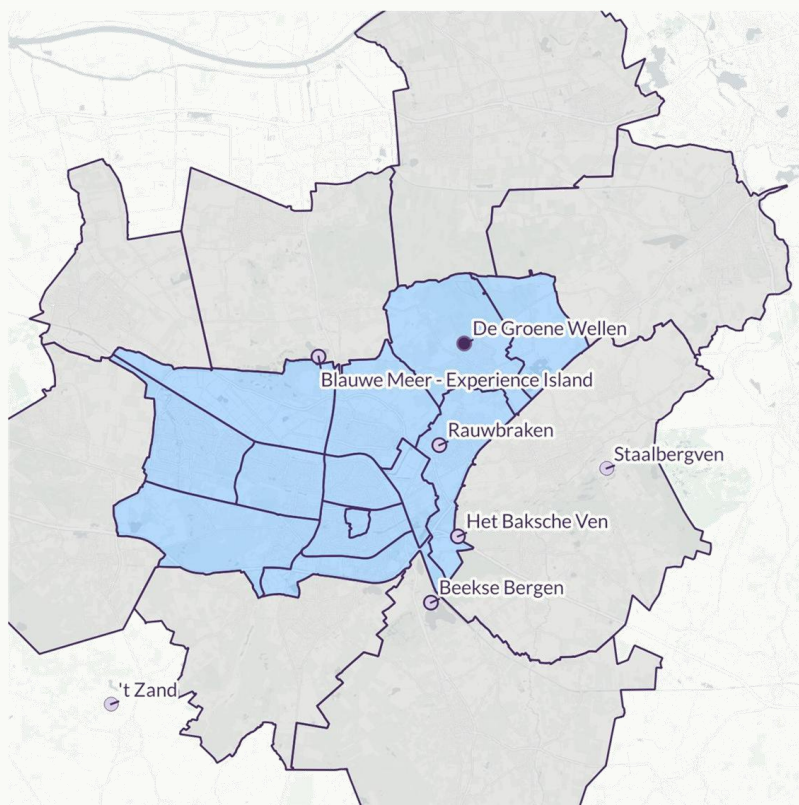 De Groene Wellen
Blauwe Meer - Experience Island
Rauwbraken
Staalbergven
Het Baksche Ven
Beekse Bergen
't Zand